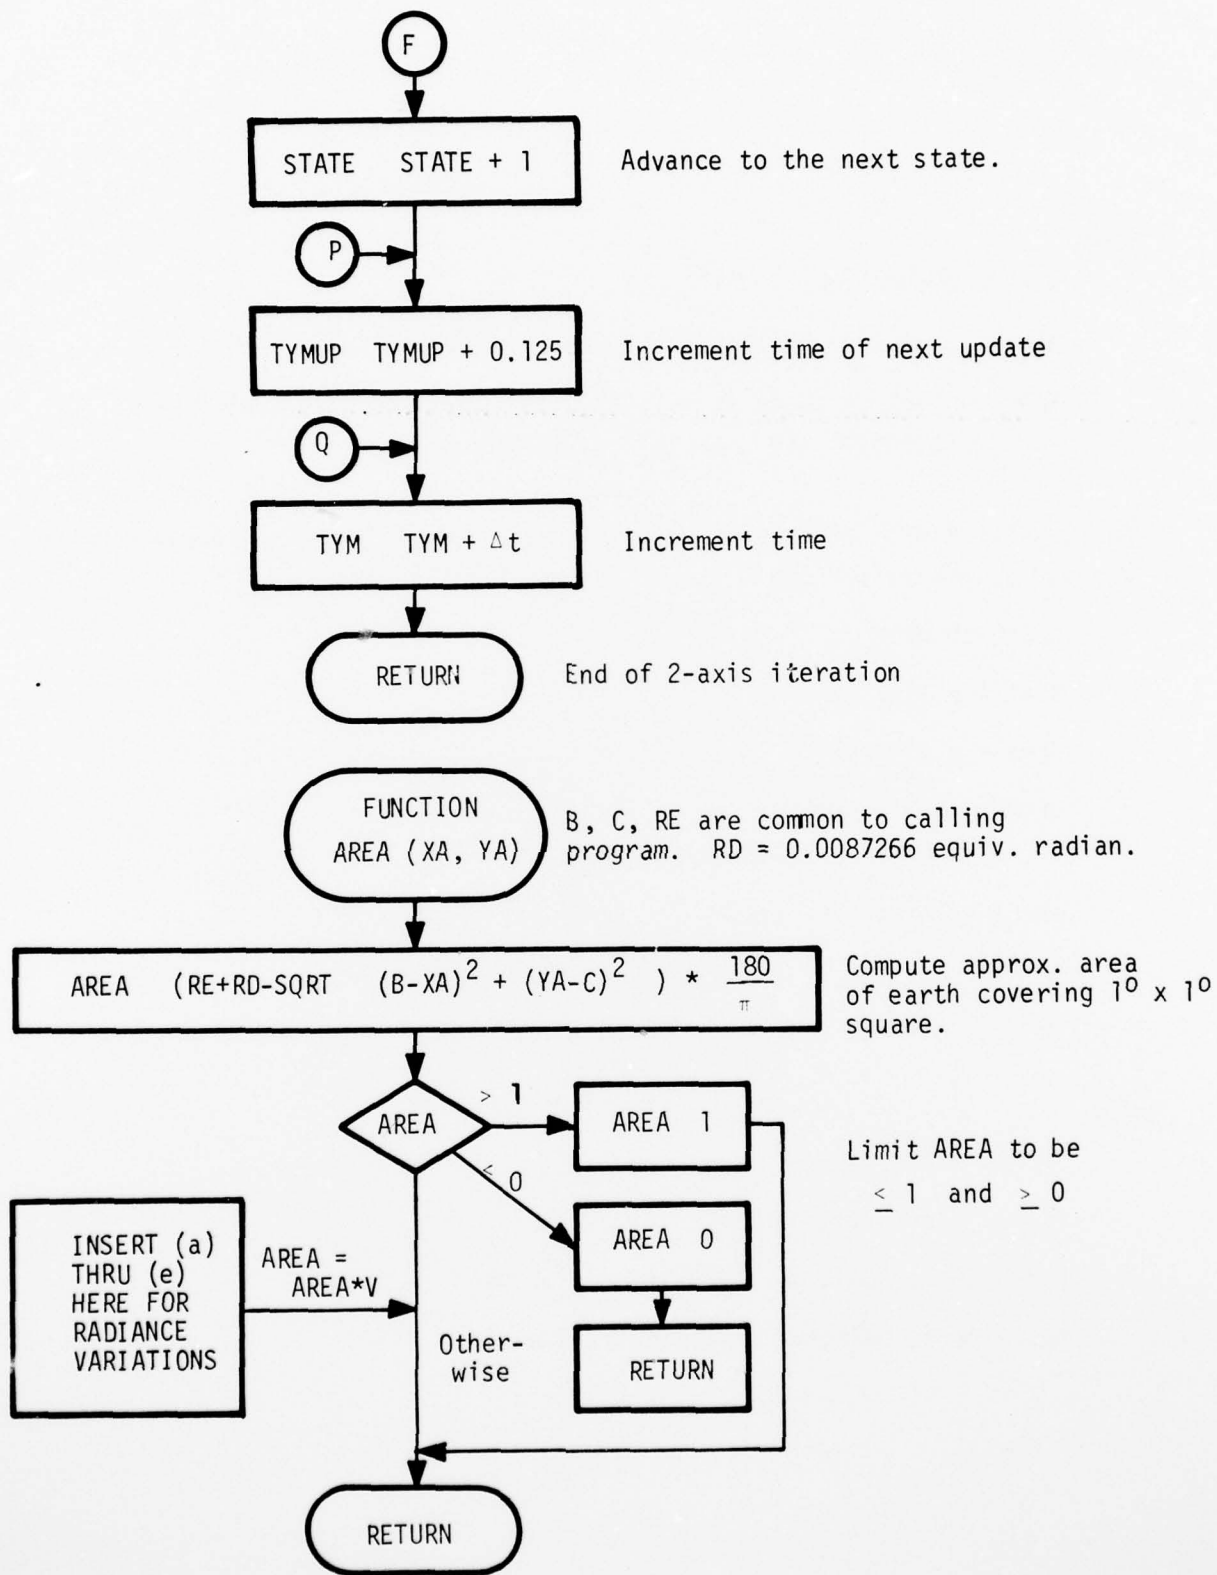 F
STATE STATE + 1
Advance to the next state.
P
TYMUP TYMUP + 0.125
Increment time of next update
Q
TYM TYM + Δt
Increment time
RETURN
End of 2-axis iteration
FUNCTION
AREA (XA, YA)
B, C, RE are common to calling
program. RD = 0.0087266 equiv. radian.
AREA (RE+RD-SQRT (B-XA)² + (YA-C)² ) * 180/π
Compute approx. area
of earth covering 1⁰ x 1⁰
square.
AREA
> 1
AREA 1
< 0
AREA 0
RETURN
Limit AREA to be
≤ 1 and ≥ 0
INSERT (a)
THRU (e)
HERE FOR
RADIANCE
VARIATIONS
AREA =
AREA*V
Other-
wise
RETURN